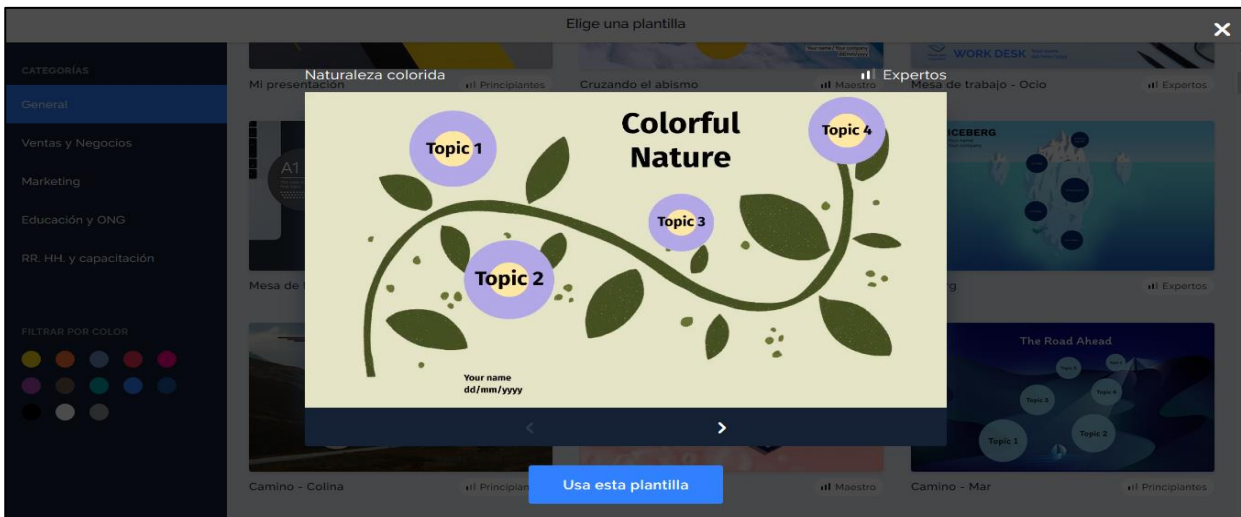 Elige una plantilla
CATEGORÍAS
General
Ventas y Negocios
Marketing
Educación y ONG
RR. HH. y capacitación
FILTRAR POR COLOR
WORK DESK
Mi presentación
Principiantes
Cruzando el abismo
Maestro
Mesa de trabajo - Ocio
Expertos
Naturaleza colorida
Expertos
Colorful
Nature
Topic 1
Topic 2
Topic 3
Topic 4
Your name
dd/mm/yyyy
A1
ICEBERG
Mesa de
Expertos
The Road Ahead
Topic 5
Topic 4
Topic 3
Topic 2
Topic 1
Usa esta plantilla
Camino - Colina
Principian
Maestro
Camino - Mar
Principiantes